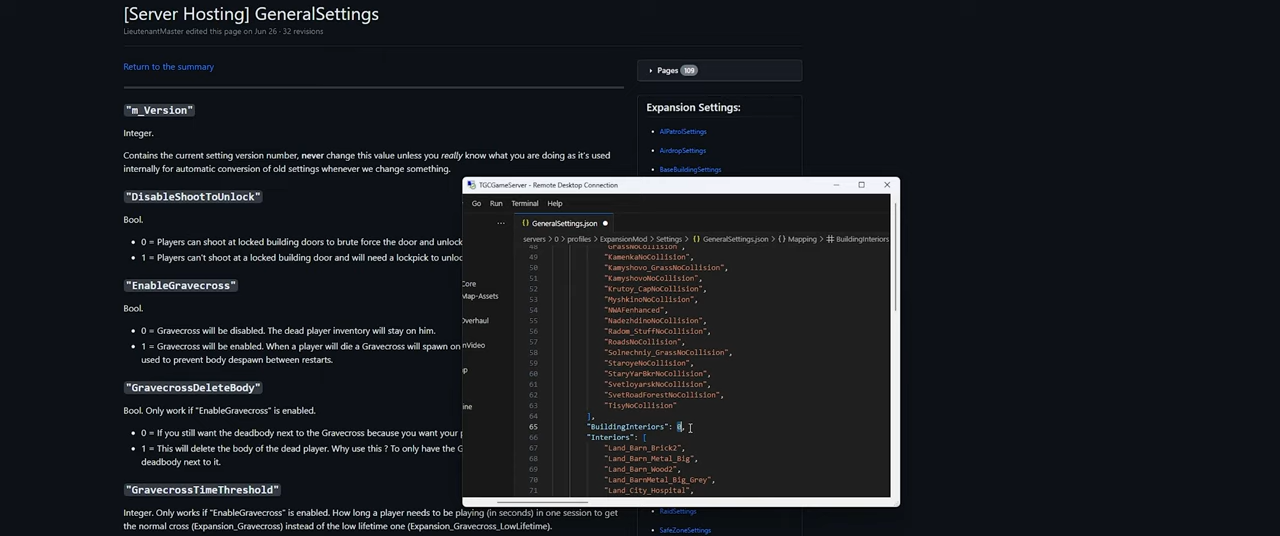 [Server Hosting] GeneralSettings
LieutenantMaster edited this page on Jun 26 · 32 revisions
Return to the summary
"m_Version"
Integer.
Contains the current setting version number, never change this value unless you really know what you are doing as it's used
internally for automatic conversion of old settings whenever we change something.
"DisableShootToUnlock"
Bool.
0 = Players can shoot at locked building doors to brute force the door and unlock
1 = Players can't shoot at a locked building door and will need a lockpick to unloc
"EnableGravecross"
Bool.
0 = Gravecross will be disabled. The dead player inventory will stay on him.
1 = Gravecross will be enabled. When a player will die a Gravecross will spawn on
used to prevent body despawn between restarts.
"GravecrossDeleteBody"
Bool. Only work if "EnableGravecross" is enabled.
0 = If you still want the deadbody next to the Gravecross because you want your p
1 = This will delete the body of the dead player. Why use this ? To only have the G
deadbody next to it.
"GravecrossTimeThreshold"
Integer. Only works if "EnableGravecross" is enabled. How long a player needs to be playing (in seconds) in one session to get
the normal cross (Expansion_Gravecross) instead of the low lifetime one (Expansion_Gravecross_LowLifetime).
Pages 109
Expansion Settings:
AIPatrolSettings
AirdropSettings
BaseBuildingSettings
TGCGameServer - Remote Desktop Connection
Go Run Terminal Help
... {} GeneralSettings.json
servers > 0 > profiles > ExpansionMod > Settings > {} GeneralSettings.json > {} Mapping > # BuildingInteriors
Core
Map-Assets
Overhaul
nVideo
ap
ine
48 "GrassNoCollision",
49 "KamenkaNoCollision",
50 "Kamyshovo_GrassNoCollision",
51 "KamyshovoNoCollision",
52 "Krutoy_CapNoCollision",
53 "MyshkinoNoCollision",
54 "NWAFenhanced",
55 "NadezhdinoNoCollision",
56 "Radom_StuffNoCollision",
57 "RoadsNoCollision",
58 "Solnechniy_GrassNoCollision",
59 "StaroyeNoCollision",
60 "StaryYarBkrNoCollision",
61 "SvetloyarskNoCollision",
62 "SvetRoadForestNoCollision",
63 "TisyNoCollision"
64 ],
65 "BuildingInteriors": 0,
66 "Interiors": [
67 "Land_Barn_Brick2",
68 "Land_Barn_Metal_Big",
69 "Land_Barn_Wood2",
70 "Land_BarnMetal_Big_Grey",
71 "Land_City_Hospital",
RaidSettings
SafeZoneSettings